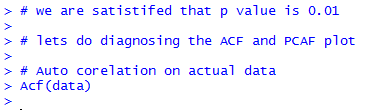 > # we are satistifed that p value is 0.01
>
> # lets do diagnosing the ACF and PCAF plot
>
> # Auto corelation on actual data
> Acf(data)
>